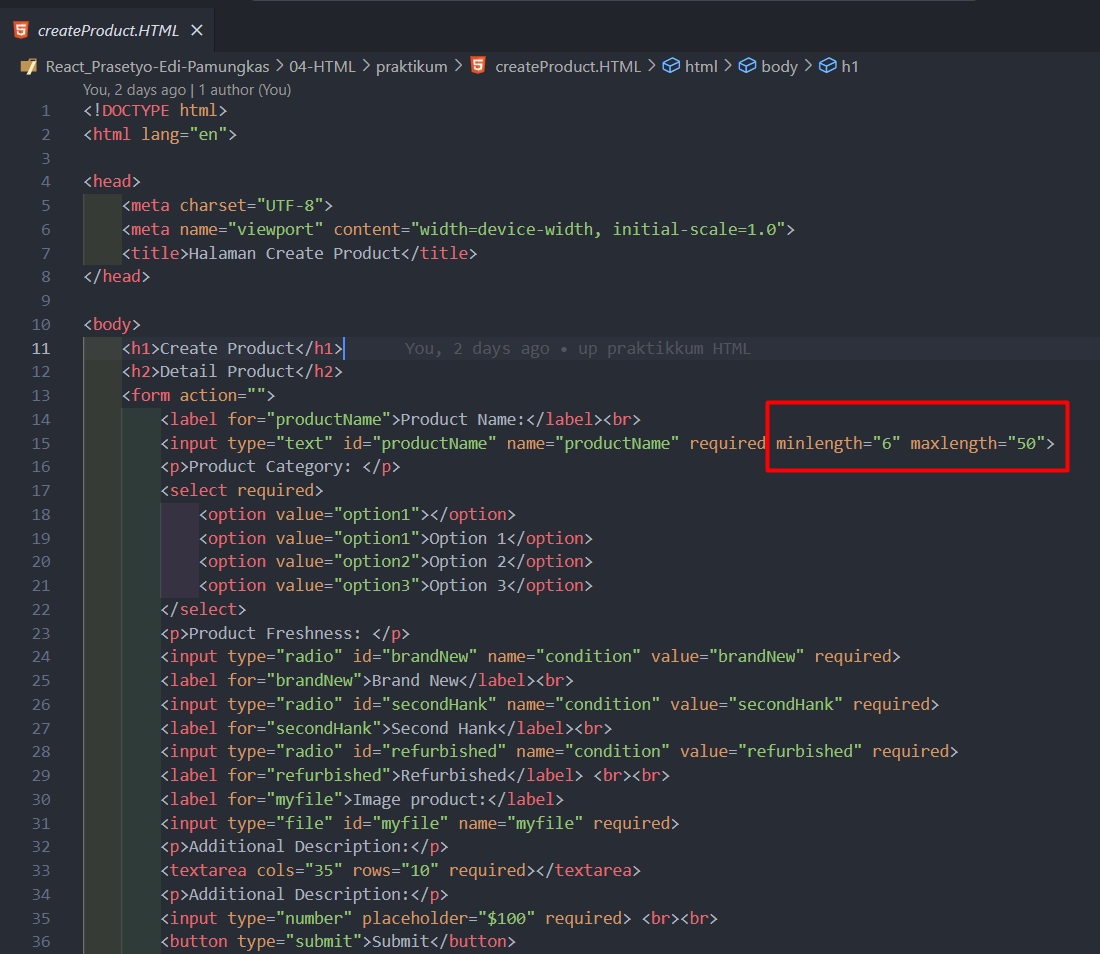 createProduct.HTML
React_Prasetyo-Edi-Pamungkas > 04-HTML > praktikum > createProduct.HTML > html > body > h1
You, 2 days ago | 1 author (You)
1 <!DOCTYPE html>
2 <html lang="en">
3
4 <head>
5 <meta charset="UTF-8">
6 <meta name="viewport" content="width=device-width, initial-scale=1.0">
7 <title>Halaman Create Product</title>
8 </head>
9
10 <body>
11 <h1>Create Product</h1> You, 2 days ago • up praktikkum HTML
12 <h2>Detail Product</h2>
13 <form action="">
14 <label for="productName">Product Name:</label><br>
15 <input type="text" id="productName" name="productName" required minlength="6" maxlength="50">
16 <p>Product Category: </p>
17 <select required>
18 <option value="option1"></option>
19 <option value="option1">Option 1</option>
20 <option value="option2">Option 2</option>
21 <option value="option3">Option 3</option>
22 </select>
23 <p>Product Freshness: </p>
24 <input type="radio" id="brandNew" name="condition" value="brandNew" required>
25 <label for="brandNew">Brand New</label><br>
26 <input type="radio" id="secondHank" name="condition" value="secondHank" required>
27 <label for="secondHank">Second Hank</label><br>
28 <input type="radio" id="refurbished" name="condition" value="refurbished" required>
29 <label for="refurbished">Refurbished</label> <br><br>
30 <label for="myfile">Image product:</label>
31 <input type="file" id="myfile" name="myfile" required>
32 <p>Additional Description:</p>
33 <textarea cols="35" rows="10" required></textarea>
34 <p>Additional Description:</p>
35 <input type="number" placeholder="$100" required> <br><br>
36 <button type="submit">Submit</button>